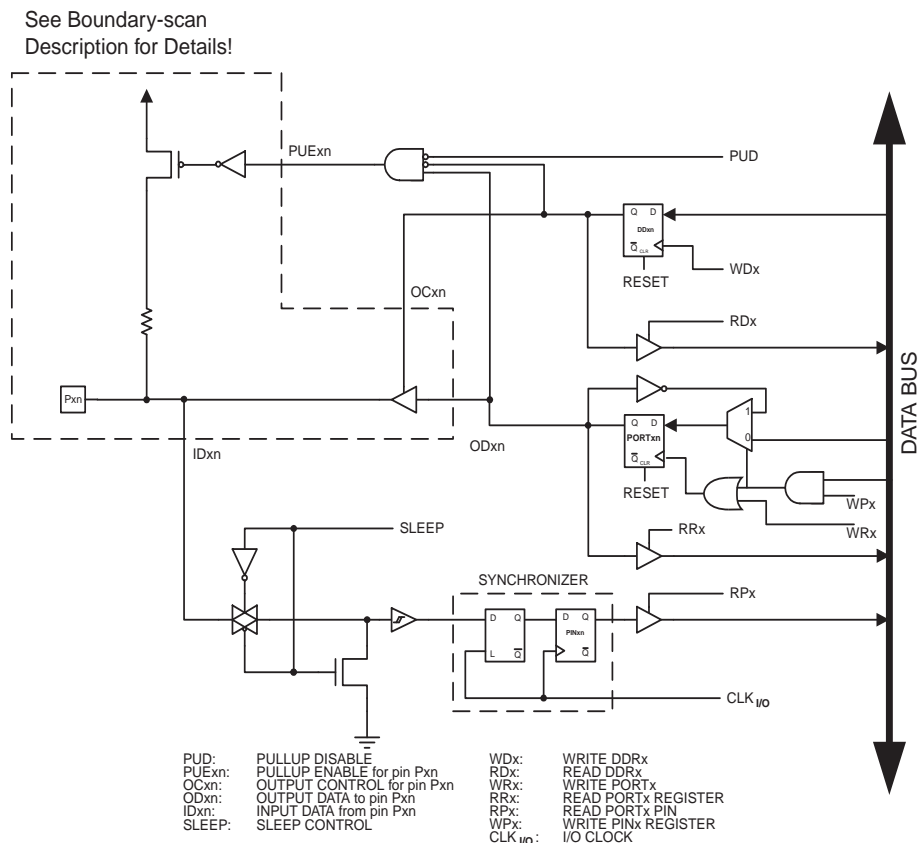 See Boundary-scan
Description for Details!
PUExn
PUD
Q D
DDxn
Q CLR
RESET
WDx
OCxn
RDx
Pxn
ODxn
IDxn
1
Q D
PORTxn
0
Q CLR
RESET
WPx
WRx
RRx
SLEEP
SYNCHRONIZER
RPx
D Q
D Q
PINxn
L Q
Q
CLK I/O
DATA BUS
PUD: PULLUP DISABLE
PUExn: PULLUP ENABLE for pin Pxn
OCxn: OUTPUT CONTROL for pin Pxn
ODxn: OUTPUT DATA to pin Pxn
IDxn: INPUT DATA from pin Pxn
SLEEP: SLEEP CONTROL
WDx: WRITE DDRx
RDx: READ DDRx
WRx: WRITE PORTx
RRx: READ PORTx REGISTER
RPx: READ PORTx PIN
WPx: WRITE PINx REGISTER
CLK I/O: I/O CLOCK